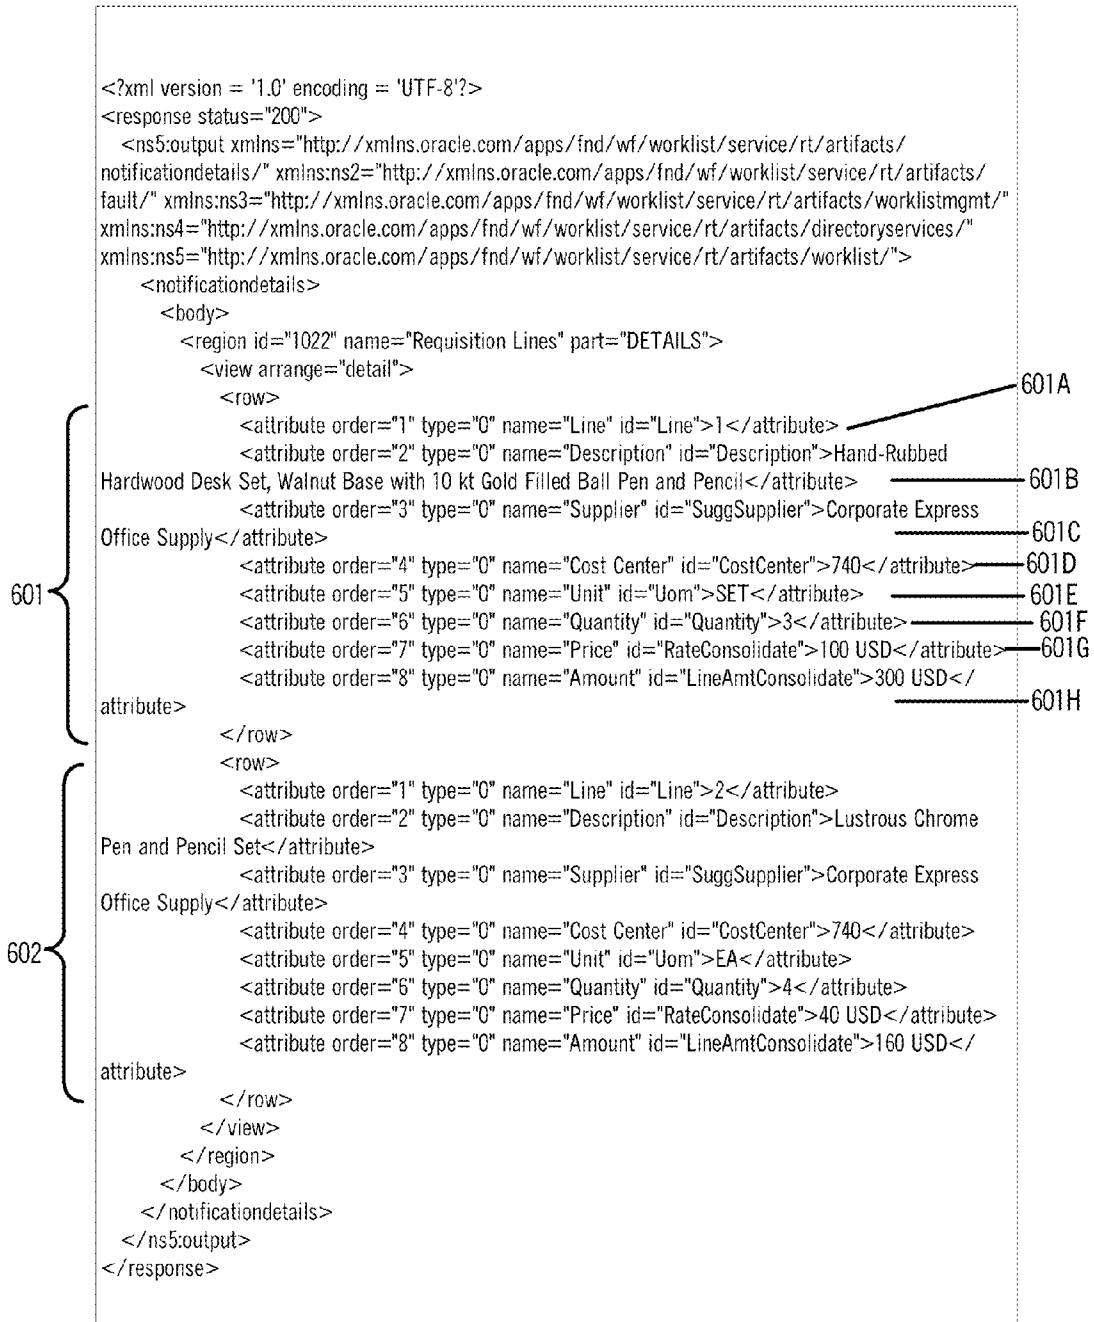 <?xml version = '1.0' encoding = 'UTF-8'?>
<response status="200">
<ns5:output xmlns="http://xmlns.oracle.com/apps/fnd/wf/worklist/service/rt/artifacts/
notificationdetails/" xmlns:ns2="http://xmlns.oracle.com/apps/fnd/wf/worklist/service/rt/artifacts/
fault/" xmlns:ns3="http://xmlns.oracle.com/apps/fnd/wf/worklist/service/rt/artifacts/worklistmgmt/"
xmlns:ns4="http://xmlns.oracle.com/apps/fnd/wf/worklist/service/rt/artifacts/directoryservices/"
xmlns:ns5="http://xmlns.oracle.com/apps/fnd/wf/worklist/service/rt/artifacts/worklist/">
<notificationdetails>
<body>
<region id="1022" name="Requisition Lines" part="DETAILS">
<view arrange="detail">
<row>
601A
<attribute order="1" type="0" name="Line" id="Line">1</attribute>
<attribute order="2" type="0" name="Description" id="Description">Hand-Rubbed
Hardwood Desk Set, Walnut Base with 10 kt Gold Filled Ball Pen and Pencil</attribute>
601B
<attribute order="3" type="0" name="Supplier" id="SuggSupplier">Corporate Express
Office Supply</attribute>
601C
<attribute order="4" type="0" name="Cost Center" id="CostCenter">740</attribute>
601D
601
<attribute order="5" type="0" name="Unit" id="Uom">SET</attribute>
601E
<attribute order="6" type="0" name="Quantity" id="Quantity">3</attribute>
601F
<attribute order="7" type="0" name="Price" id="RateConsolidate">100 USD</attribute>
601G
<attribute order="8" type="0" name="Amount" id="LineAmtConsolidate">300 USD</
attribute>
601H
</row>
<row>
<attribute order="1" type="0" name="Line" id="Line">2</attribute>
<attribute order="2" type="0" name="Description" id="Description">Lustrous Chrome
Pen and Pencil Set</attribute>
<attribute order="3" type="0" name="Supplier" id="SuggSupplier">Corporate Express
Office Supply</attribute>
<attribute order="4" type="0" name="Cost Center" id="CostCenter">740</attribute>
602
<attribute order="5" type="0" name="Unit" id="Uom">EA</attribute>
<attribute order="6" type="0" name="Quantity" id="Quantity">4</attribute>
<attribute order="7" type="0" name="Price" id="RateConsolidate">40 USD</attribute>
<attribute order="8" type="0" name="Amount" id="LineAmtConsolidate">160 USD</
attribute>
</row>
</view>
</region>
</body>
</notificationdetails>
</ns5:output>
</response>